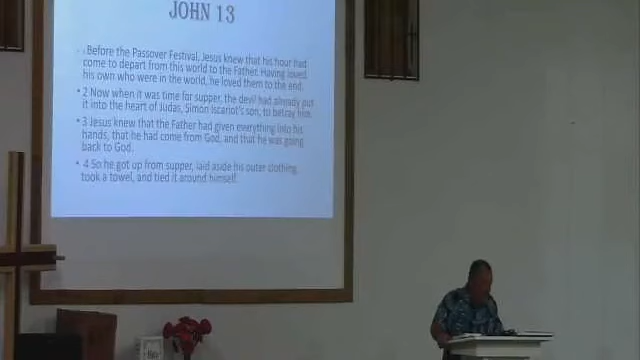 JOHN 13
Before the Passover Festival, Jesus knew that his hour had
come to depart from this world to the Father. Having loved
his own who were in the world, he loved them to the end.
• 2 Now when it was time for supper, the devil had already put
it into the heart of Judas, Simon Iscariot's son, to betray him.
• 3 Jesus knew that the Father had given everything into his
hands, that he had come from God, and that he was going
back to God.
• 4 So he got up from supper, laid aside his outer clothing,
took a towel, and tied it around himself.